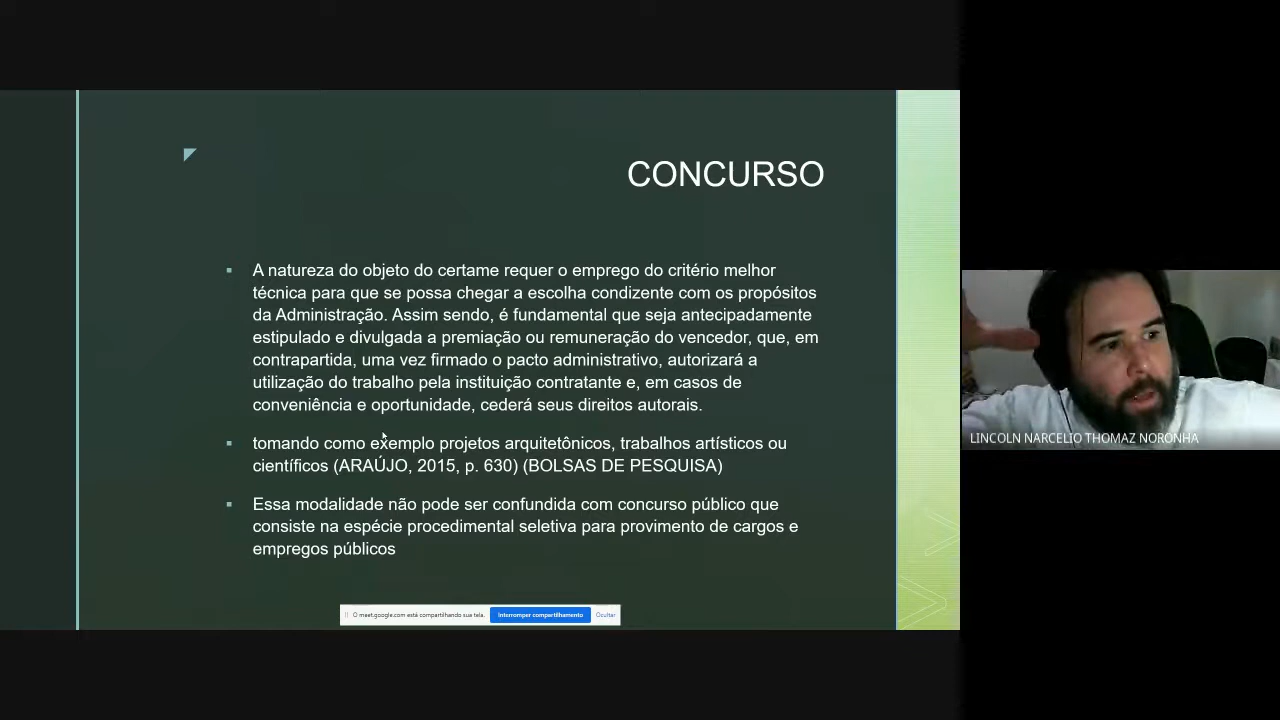 CONCURSO
A natureza do objeto do certame requer o emprego do critério melhor
técnica para que se possa chegar a escolha condizente com os propósitos
da Administração. Assim sendo, é fundamental que seja antecipadamente
estipulado e divulgada a premiação ou remuneração do vencedor, que, em
contrapartida, uma vez firmado o pacto administrativo, autorizará a
utilização do trabalho pela instituição contratante e, em casos de
conveniência e oportunidade, cederá seus direitos autorais.
tomando como exemplo projetos arquitetônicos, trabalhos artísticos ou
científicos (ARAÚJO, 2015, p. 630) (BOLSAS DE PESQUISA)
Essa modalidade não pode ser confundida com concurso público que
consiste na espécie procedimental seletiva para provimento de cargos e
empregos públicos
O meet.google.com está compartilhando sua tela. Interromper compartilhamento Ocultar
LINCOLN NARCELIO THOMAZ NORONHA